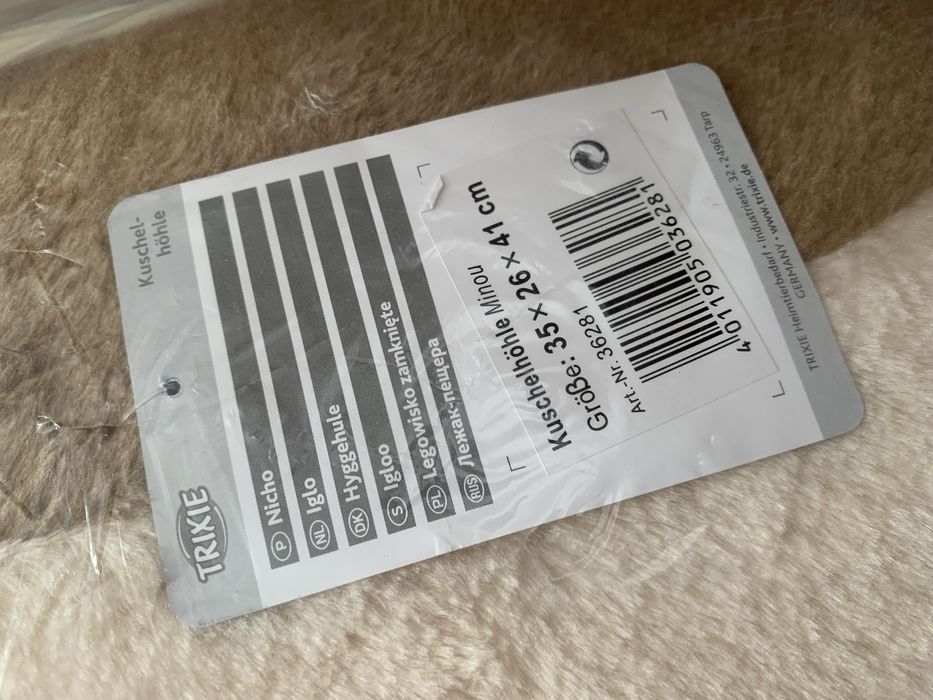 TRIXIE
Kuschel-
höhle
P Nicho
NL Iglo
DK Hyggehule
S Igloo
PL Legowisko zamknięte
RUS Лежак-пещера
Kuschelhöhle Minou
Größe: 35 × 26 × 41 cm
Art.-Nr. 36281
4 011905 036281
TRIXIE Heimtierbedarf • Industriestr. 32 • 24963 Tarp
GERMANY • www.trixie.de